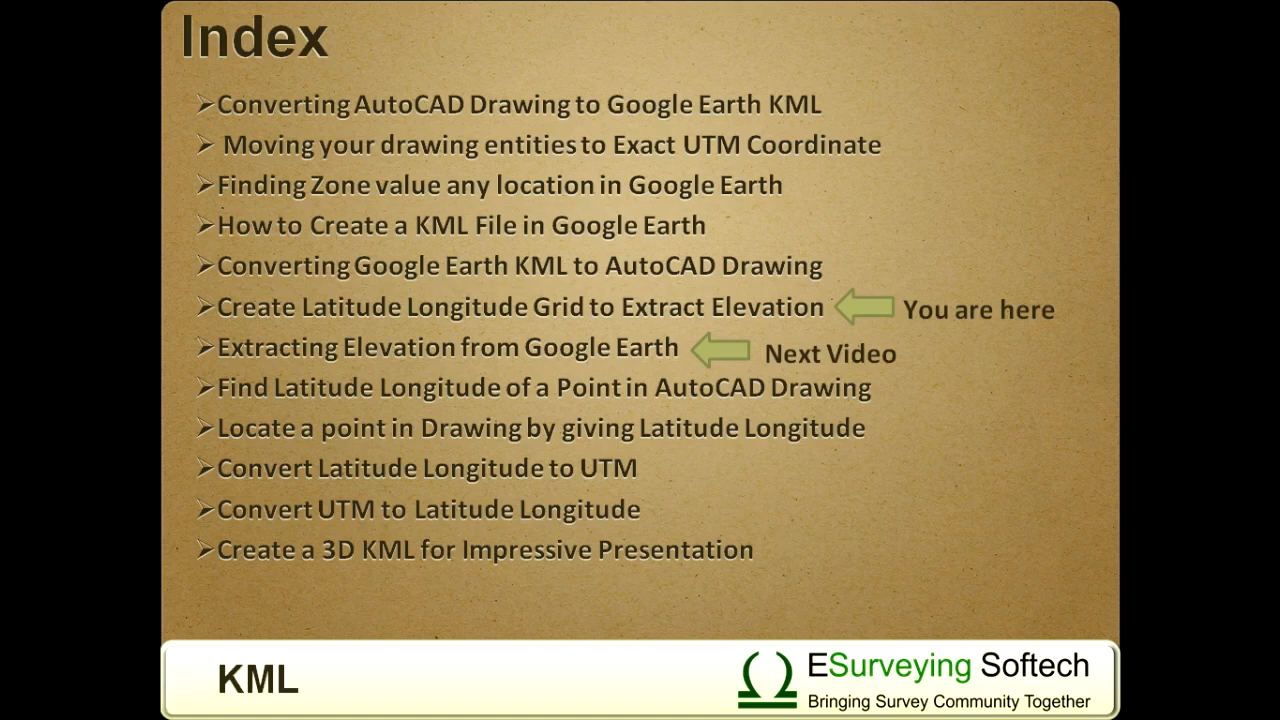 Index
➢Converting AutoCAD Drawing to Google Earth KML
➢ Moving your drawing entities to Exact UTM Coordinate
➢Finding Zone value any location in Google Earth
➢How to Create a KML File in Google Earth
➢Converting Google Earth KML to AutoCAD Drawing
➢Create Latitude Longitude Grid to Extract Elevation You are here
➢Extracting Elevation from Google Earth Next Video
➢Find Latitude Longitude of a Point in AutoCAD Drawing
➢Locate a point in Drawing by giving Latitude Longitude
➢Convert Latitude Longitude to UTM
➢Convert UTM to Latitude Longitude
➢Create a 3D KML for Impressive Presentation
KML
ESurveying Softech
Bringing Survey Community Together